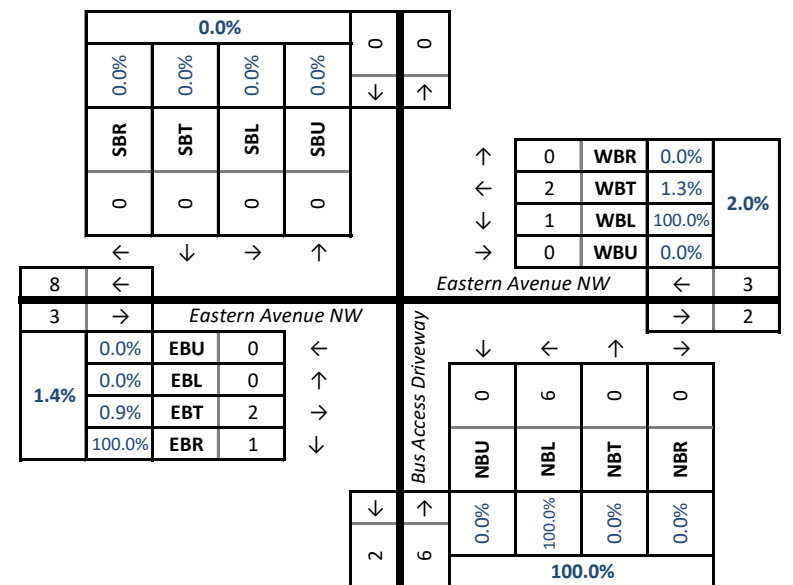 0.0%
0 0
0.0% 0.0% 0.0% 0.0%
↓ ↑
SBR SBT SBL SBU
0 0 0 0
← ↓ → ↑
↑ 0 WBR 0.0%
← 2 WBT 1.3%
↓ 1 WBL 100.0%
→ 0 WBU 0.0%
2.0%
8 ←
Eastern Avenue NW ← 3
3 → Eastern Avenue NW
→ 2
1.4%
0.0% EBU 0 ←
0.0% EBL 0 ↑
0.9% EBT 2 →
100.0% EBR 1 ↓
Bus Access Driveway
↓ ← ↑ →
0 6 0 0
NBU NBL NBT NBR
↓ ↑
0.0% 100.0% 0.0% 0.0%
2 6
100.0%